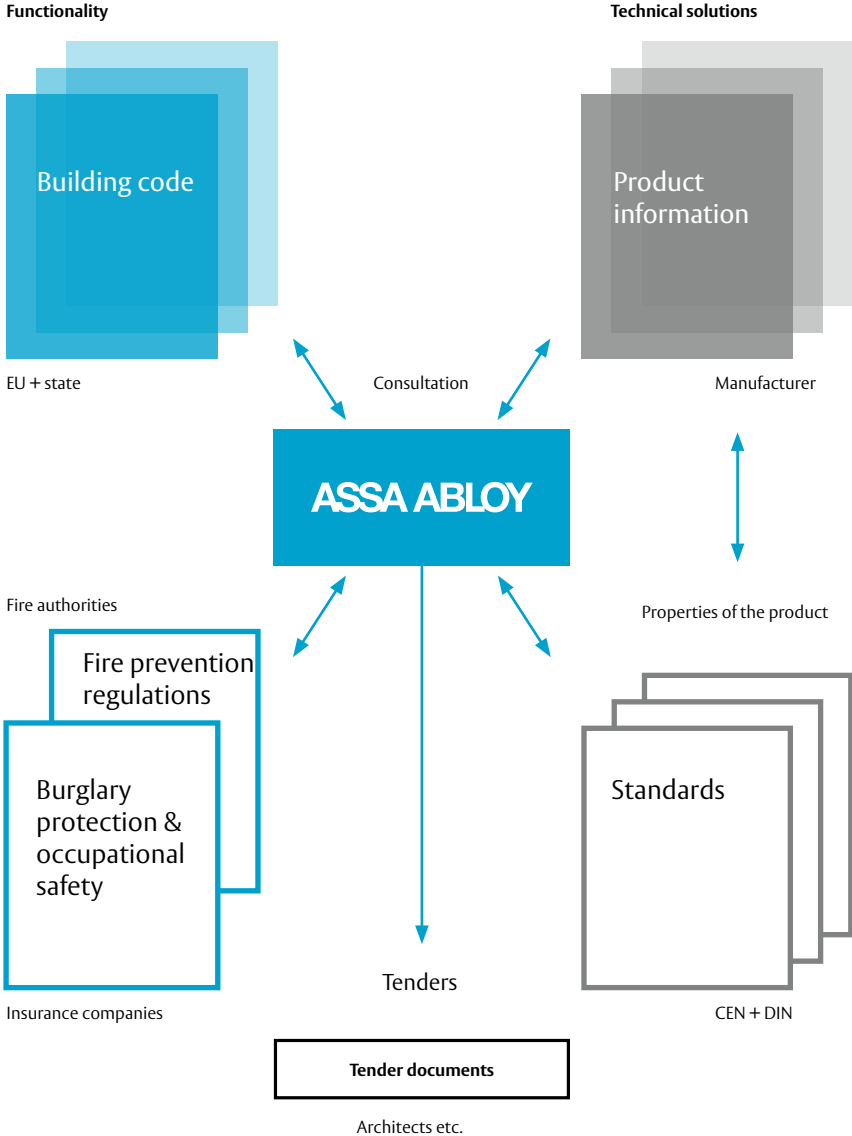 Functionality
Technical solutions
Building code
Product
information
EU + state
Consultation
Manufacturer
ASSA ABLOY
Fire authorities
Properties of the product
Fire prevention
regulations
Burglary
protection &
occupational
safety
Standards
Tenders
Insurance companies
CEN + DIN
Tender documents
Architects etc.